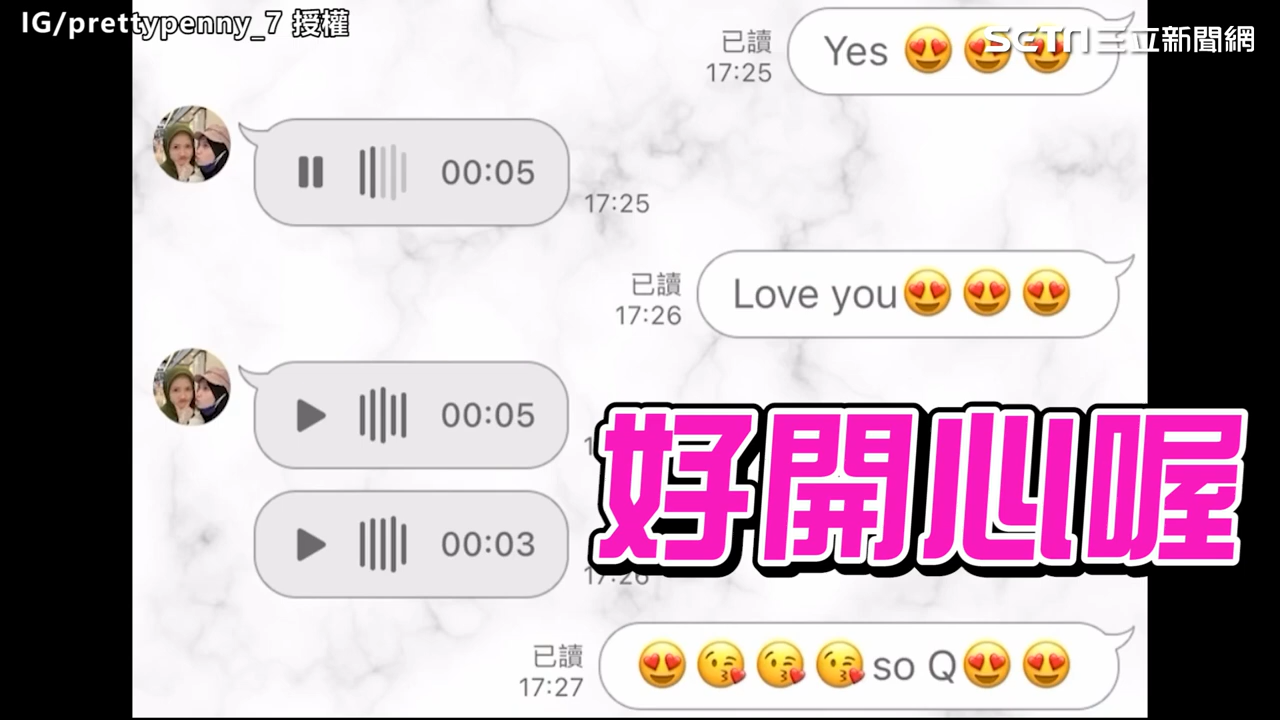 IG/prettypenny_7 授權
SETN三立新聞網
已讀
17:25
Yes 😍😍😍
00:05
17:25
已讀
17:26
Love you😍😍😍
00:05
好開心喔
00:03
17:26
已讀
17:27
😍😘😘😘so Q😍😍